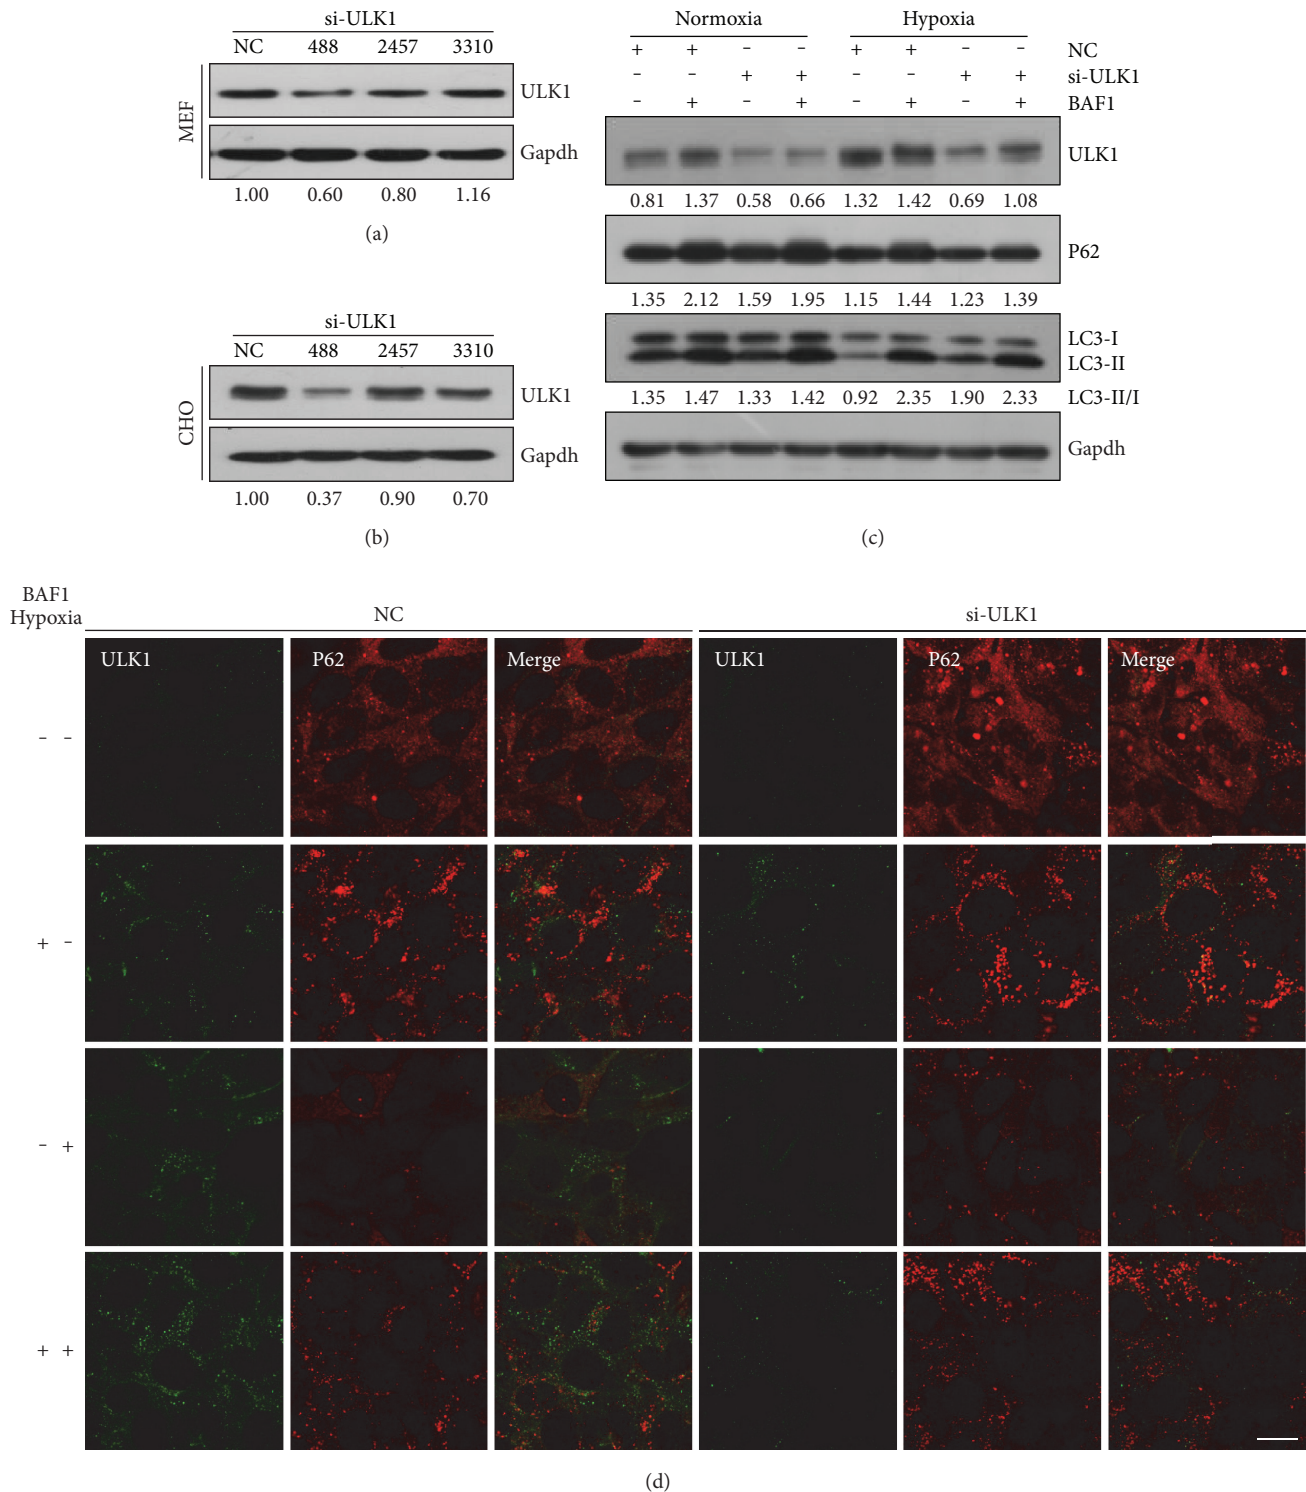 si-ULK1
NC 488 2457 3310
MEF
ULK1
Gapdh
1.00 0.60 0.80 1.16
(a)
si-ULK1
NC 488 2457 3310
CHO
ULK1
Gapdh
1.00 0.37 0.90 0.70
(b)
Normoxia Hypoxia
+ + – – + + – – NC
– – + + – – + + si-ULK1
– + – + – + – + BAF1
ULK1
0.81 1.37 0.58 0.66 1.32 1.42 0.69 1.08
P62
1.35 2.12 1.59 1.95 1.15 1.44 1.23 1.39
LC3-I
LC3-II
1.35 1.47 1.33 1.42 0.92 2.35 1.90 2.33 LC3-II/I
Gapdh
(c)
BAF1
Hypoxia
NC si-ULK1
ULK1 P62 Merge ULK1 P62 Merge
– –
+ –
– +
+ +
(d)